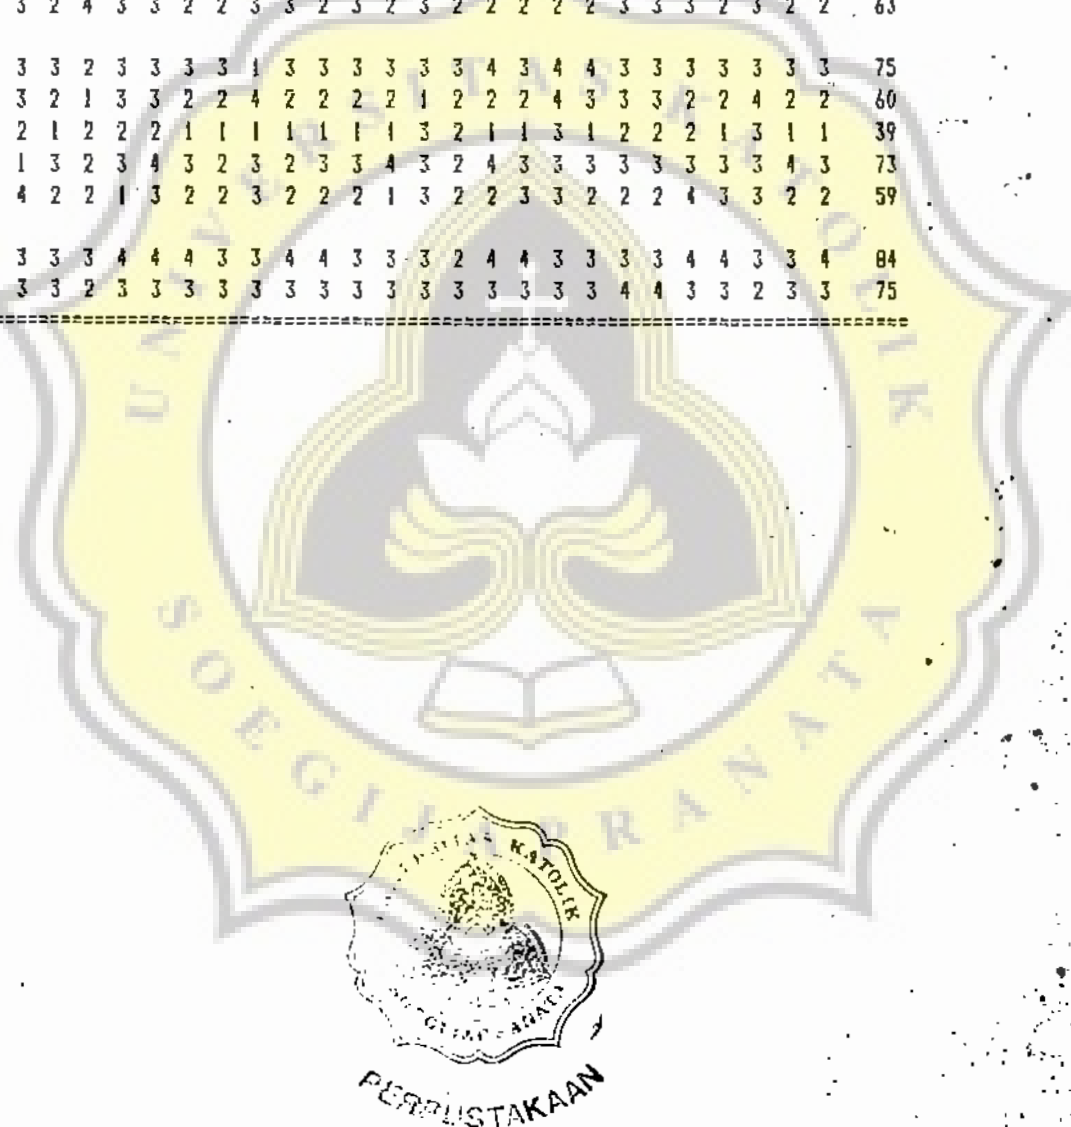 3 2 4 3 3 2 2 3 3 2 3 2 3 2 2 2 2 2 3 3 3 2 3 2 2 63
3 3 2 3 3 3 3 1 3 3 3 3 3 3 4 3 4 4 3 3 3 3 3 3 3 75
3 2 1 3 3 2 2 4 2 2 2 2 1 2 2 2 4 3 3 3 2 2 4 2 2 60
2 1 2 2 2 1 1 1 1 1 1 1 3 2 1 1 3 1 2 2 2 1 3 1 1 39
1 3 2 3 4 3 2 3 2 3 3 4 3 2 4 3 3 3 3 3 3 3 3 4 3 73
4 2 2 1 3 2 2 3 2 2 2 1 3 2 2 3 3 2 2 2 4 3 3 2 2 59
3 3 3 4 4 4 3 3 4 4 3 3 3 2 4 4 3 3 3 3 4 4 3 3 4 84
3 3 2 3 3 3 3 3 3 3 3 3 3 3 3 3 3 3 4 4 3 3 2 3 3 75
UNIVERSITAS KATOLIK
SOEGIJAPRANATA
KATOLIK
PERPUSTAKAAN